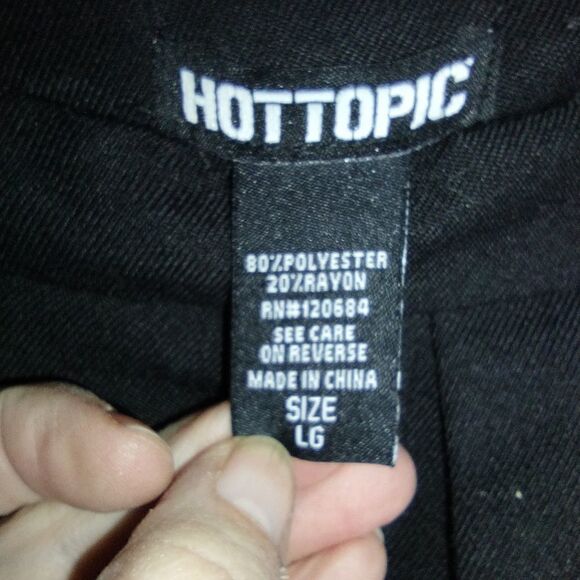 HOTTOPIC
80%POLYESTER
20%RAYON
RN#120684
SEE CARE
ON REVERSE
MADE IN CHINA
SIZE
LG